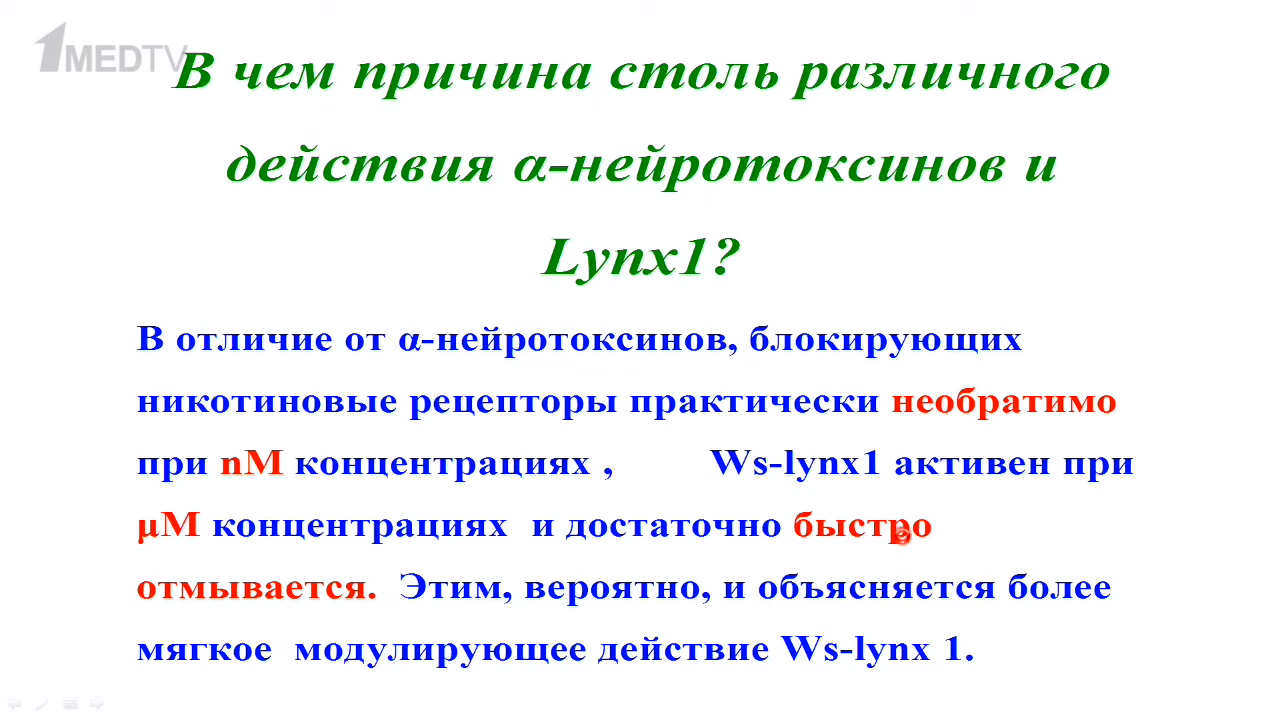 1MEDTV
В чем причина столь различного
действия α-нейротоксинов и
Lynx1?
В отличие от α-нейротоксинов, блокирующих
никотиновые рецепторы практически необратимо
при nM концентрациях , Ws-lynx1 активен при
μM концентрациях и достаточно быстро
отмывается. Этим, вероятно, и объясняется более
мягкое модулирующее действие Ws-lynx 1.